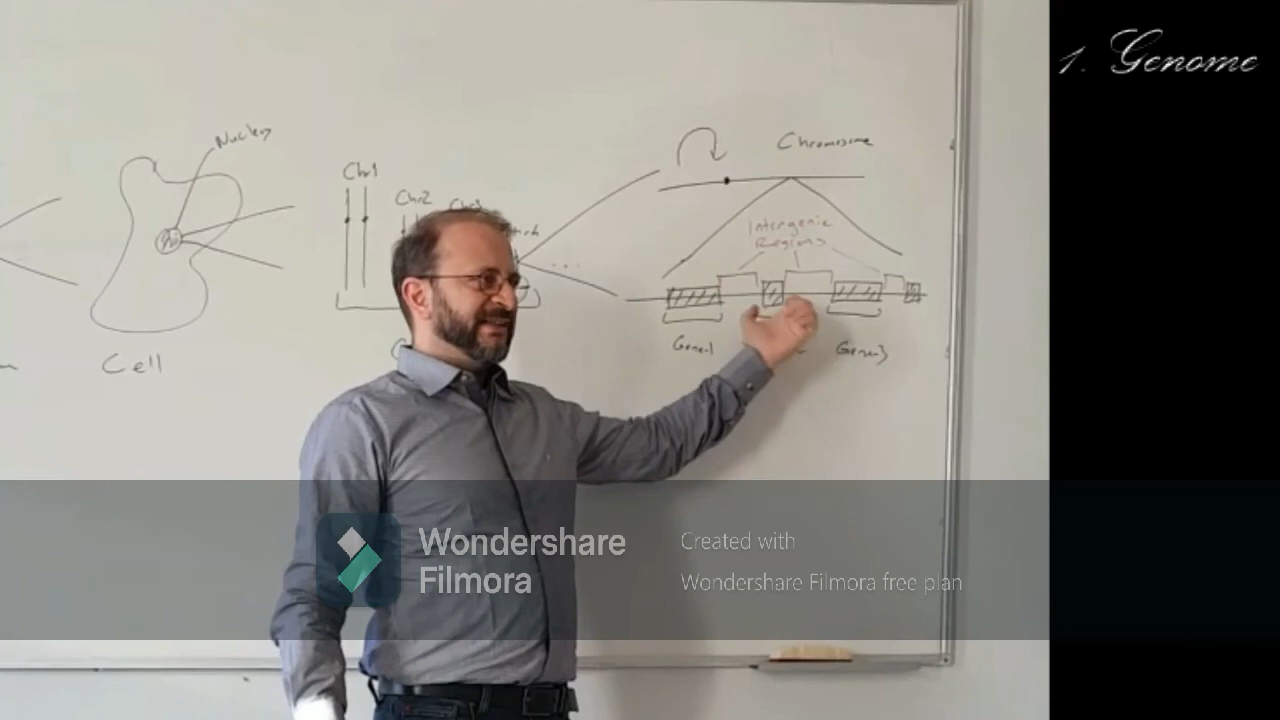 1. Genome
Nucleus
Chromosome
Chr1
Chr2
Chr3
Intergenic
Regions
Gene1
Gene3
Cell
Wondershare
Filmora
Created with
Wondershare Filmora free plan